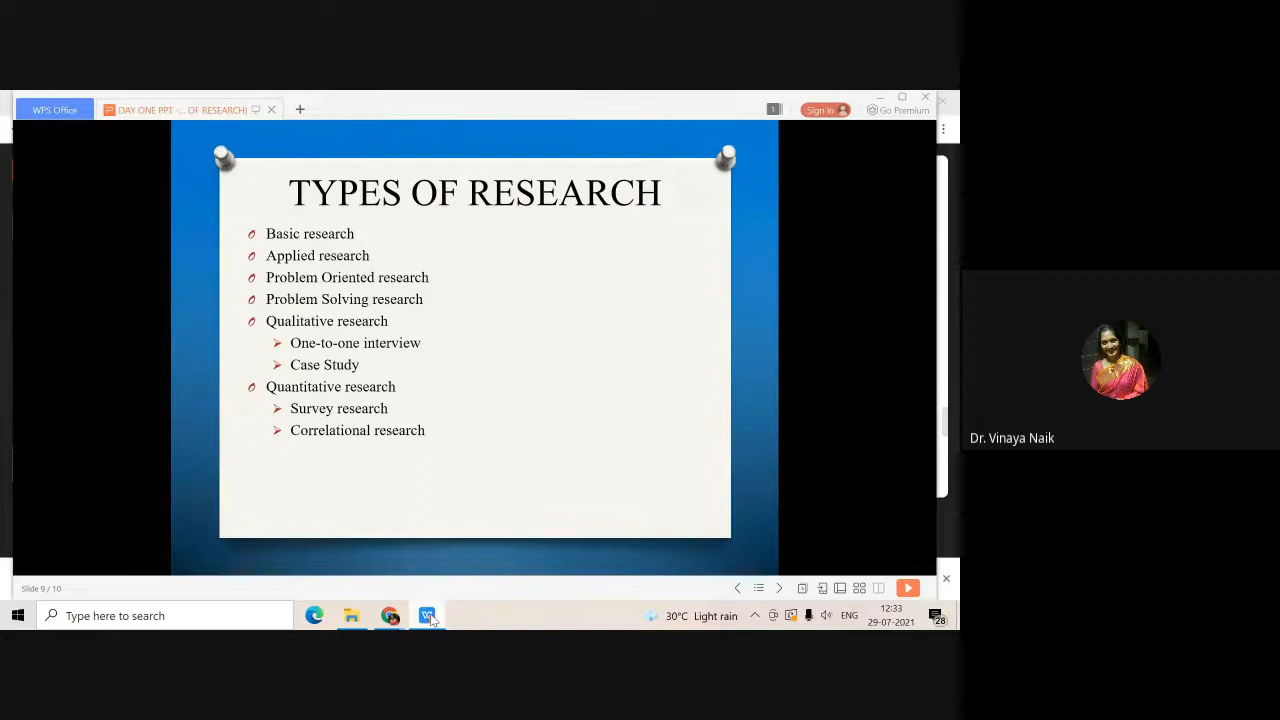 WPS Office
DAY ONE PPT -... OF RESEARCH)
1
Sign in
Go Premium
TYPES OF RESEARCH
Basic research
Applied research
Problem Oriented research
Problem Solving research
Qualitative research
One-to-one interview
Case Study
Quantitative research
Survey research
Correlational research
Dr. Vinaya Naik
Slide 9 / 10
Type here to search
30°C Light rain
ENG
12:33
29-07-2021
28